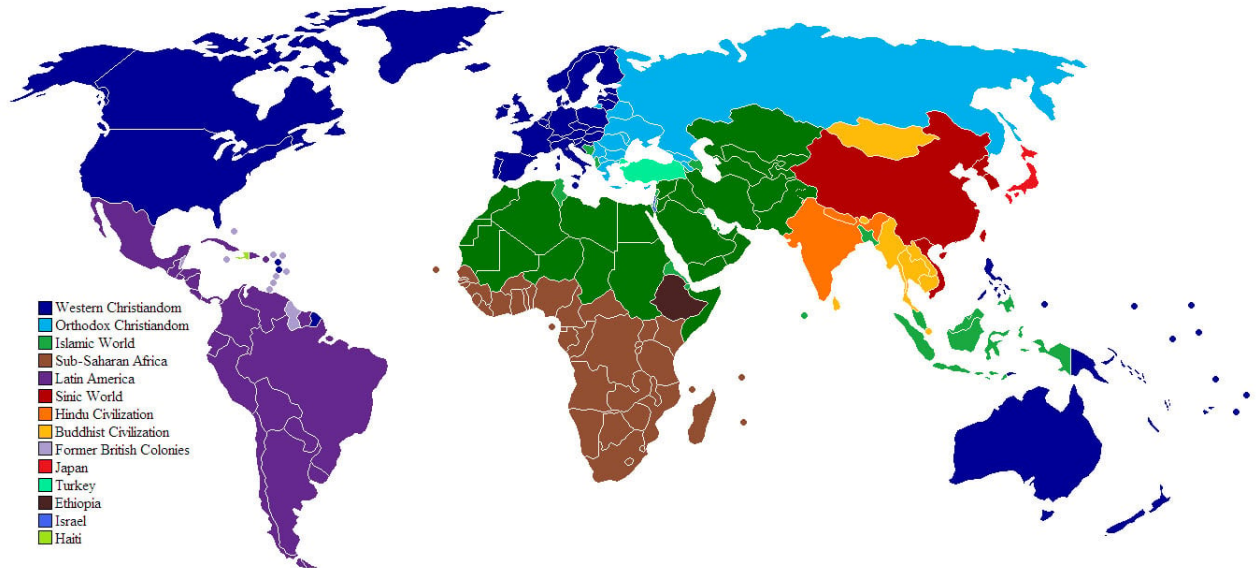 Western Christiandom
Orthodox Christiandom
Islamic World
Sub-Saharan Africa
Latin America
Sinic World
Hindu Civilization
Buddhist Civilization
Former British Colonies
Japan
Turkey
Ethiopia
Israel
Haiti